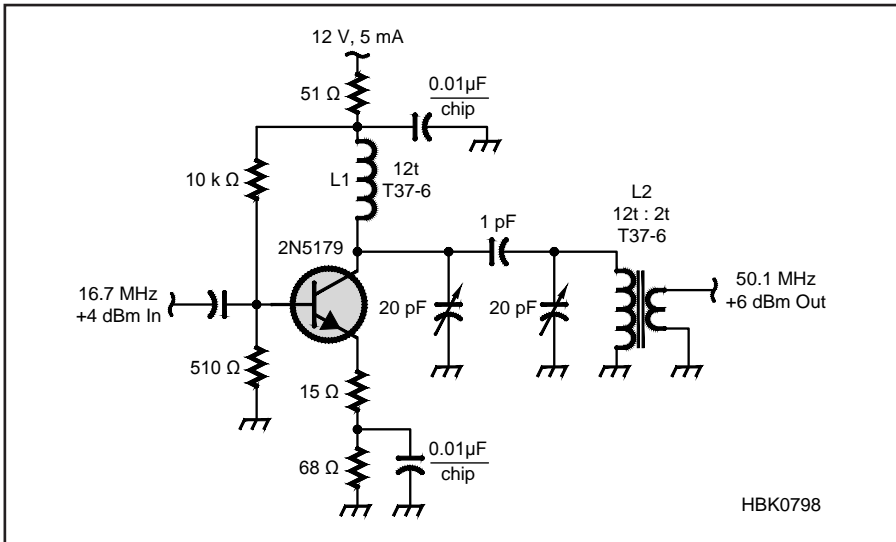 12 V, 5 mA
51 Ω
0.01µF
chip
10 k Ω
L1
12t
T37-6
L2
12t : 2t
T37-6
1 pF
2N5179
16.7 MHz
+4 dBm In
20 pF
20 pF
50.1 MHz
+6 dBm Out
510 Ω
15 Ω
68 Ω
0.01µF
chip
HBK0798